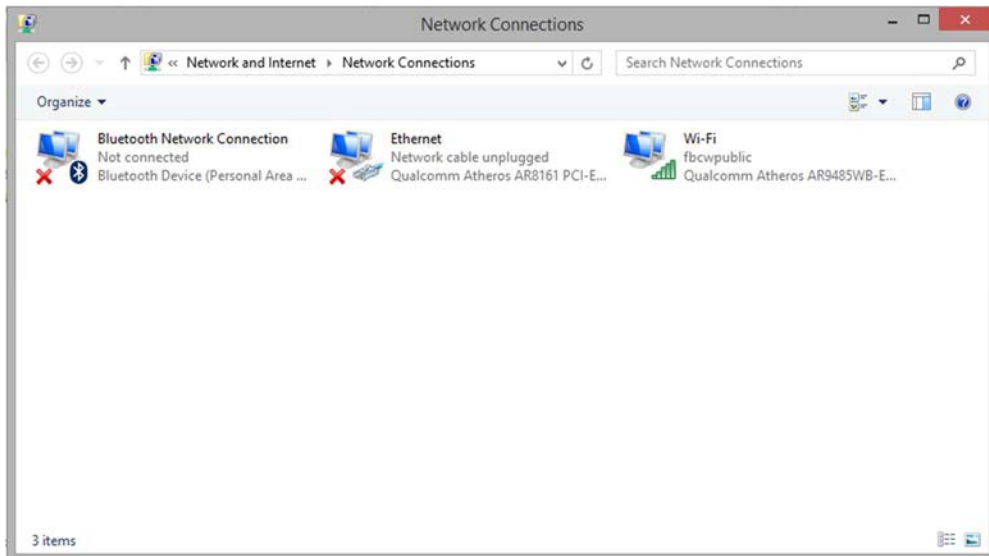 Network Connections
« Network and Internet ▸ Network Connections
Search Network Connections
Organize
Bluetooth Network Connection
Not connected
Bluetooth Device (Personal Area ...
Ethernet
Network cable unplugged
Qualcomm Atheros AR8161 PCI-E...
Wi-Fi
fbcwpublic
Qualcomm Atheros AR9485WB-E...
3 items